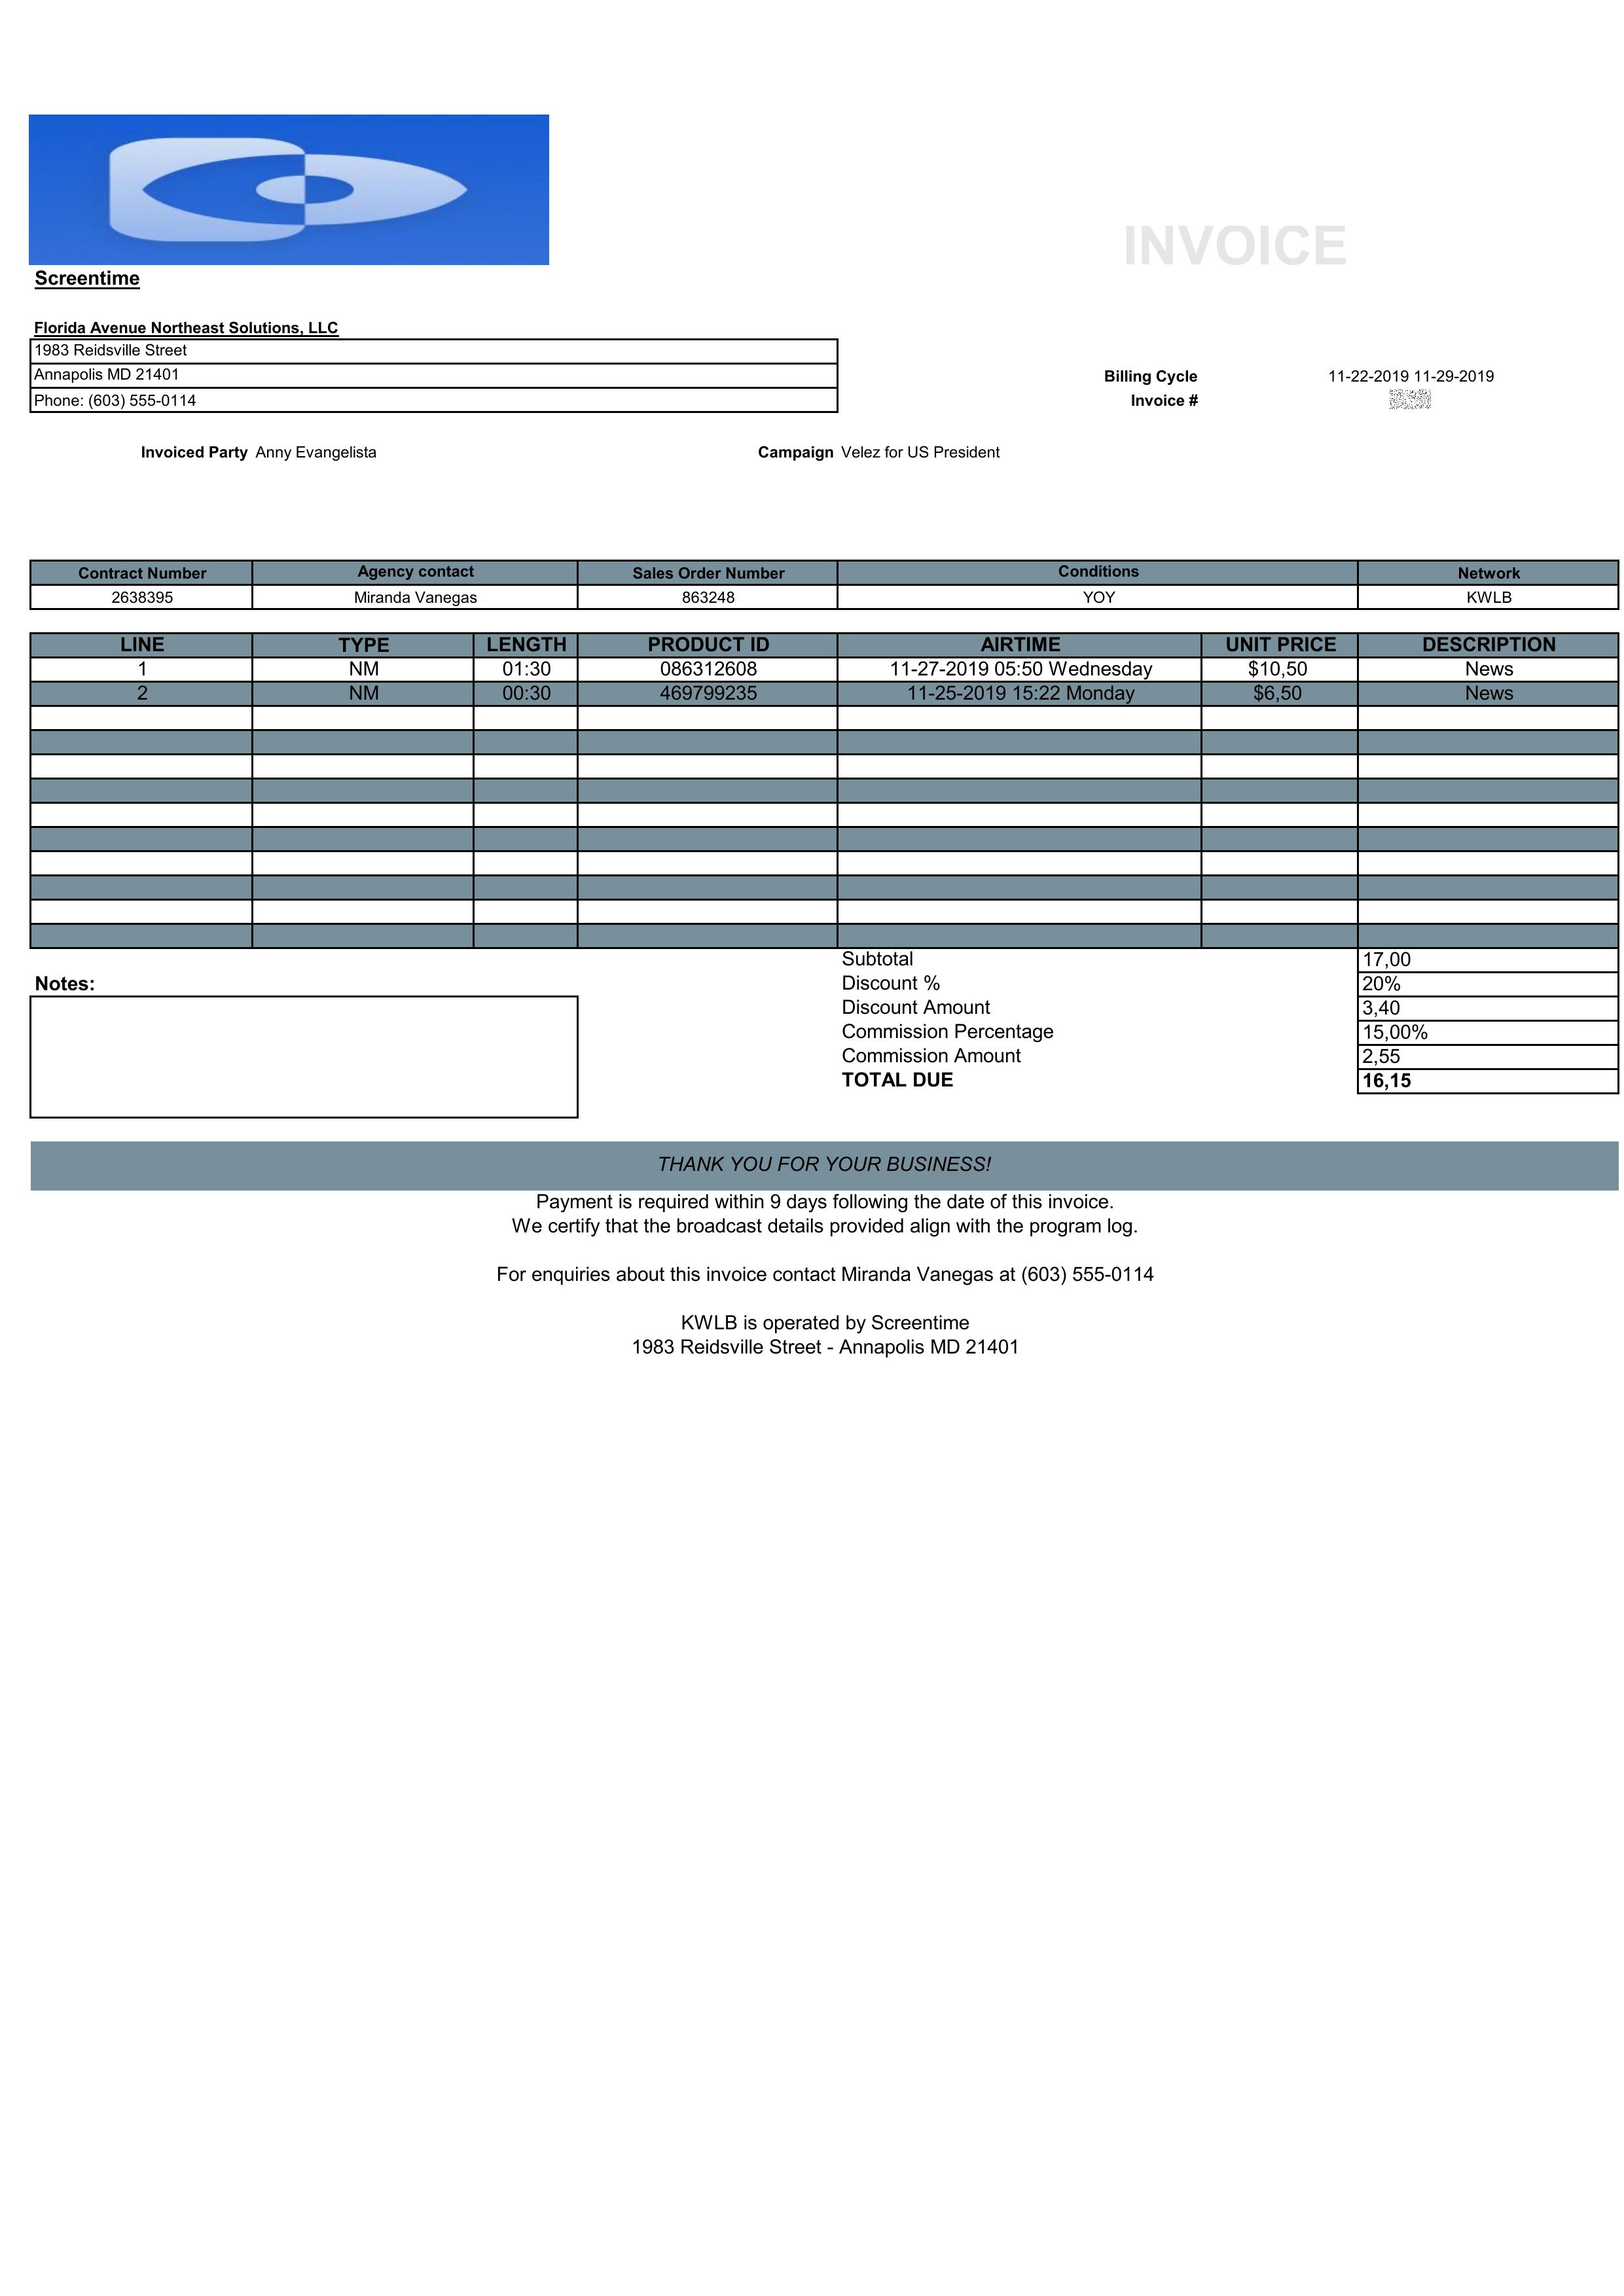 INVOICE
Screentime
Florida Avenue Northeast Solutions, LLC
1983 Reidsville Street
Annapolis MD 21401
Phone: (603) 555-0114
Billing Cycle 11-22-2019 11-29-2019
Invoice #
Invoiced Party Anny Evangelista Campaign Velez for US President
Contract Number Agency contact Sales Order Number Conditions Network
2638395 Miranda Vanegas 863248 YOY KWLB
LINE TYPE LENGTH PRODUCT ID AIRTIME UNIT PRICE DESCRIPTION
1 NM 01:30 086312608 11-27-2019 05:50 Wednesday $10,50 News
2 NM 00:30 469799235 11-25-2019 15:22 Monday $6,50 News
Subtotal 17,00
Notes:
Discount % 20%
Discount Amount 3,40
Commission Percentage 15,00%
Commission Amount 2,55
TOTAL DUE 16,15
THANK YOU FOR YOUR BUSINESS!
Payment is required within 9 days following the date of this invoice.
We certify that the broadcast details provided align with the program log.
For enquiries about this invoice contact Miranda Vanegas at (603) 555-0114
KWLB is operated by Screentime
1983 Reidsville Street - Annapolis MD 21401